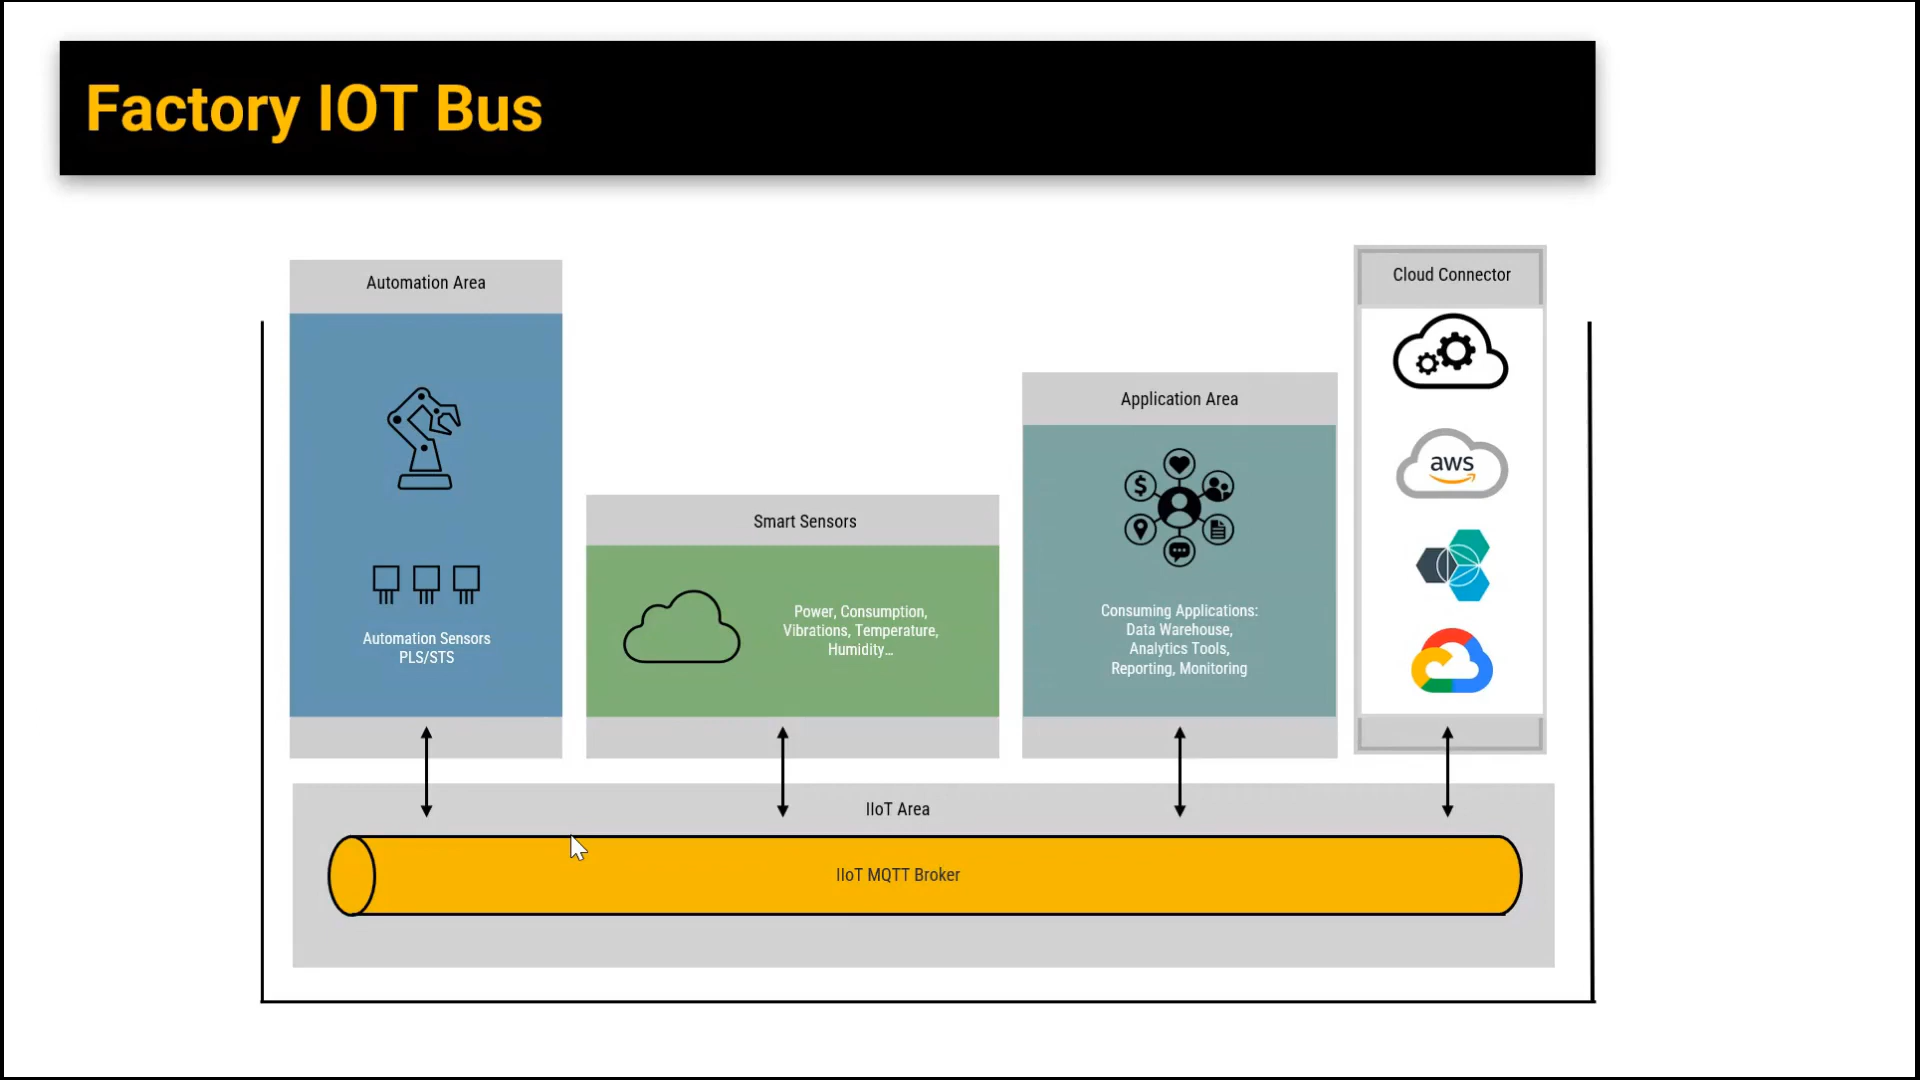 Factory IOT Bus
Automation Area
Automation Sensors
PLS/STS
Smart Sensors
Power, Consumption,
Vibrations, Temperature,
Humidity...
Application Area
$
Consuming Applications:
Data Warehouse,
Analytics Tools,
Reporting, Monitoring
Cloud Connector
aws
IIoT Area
IIoT MQTT Broker